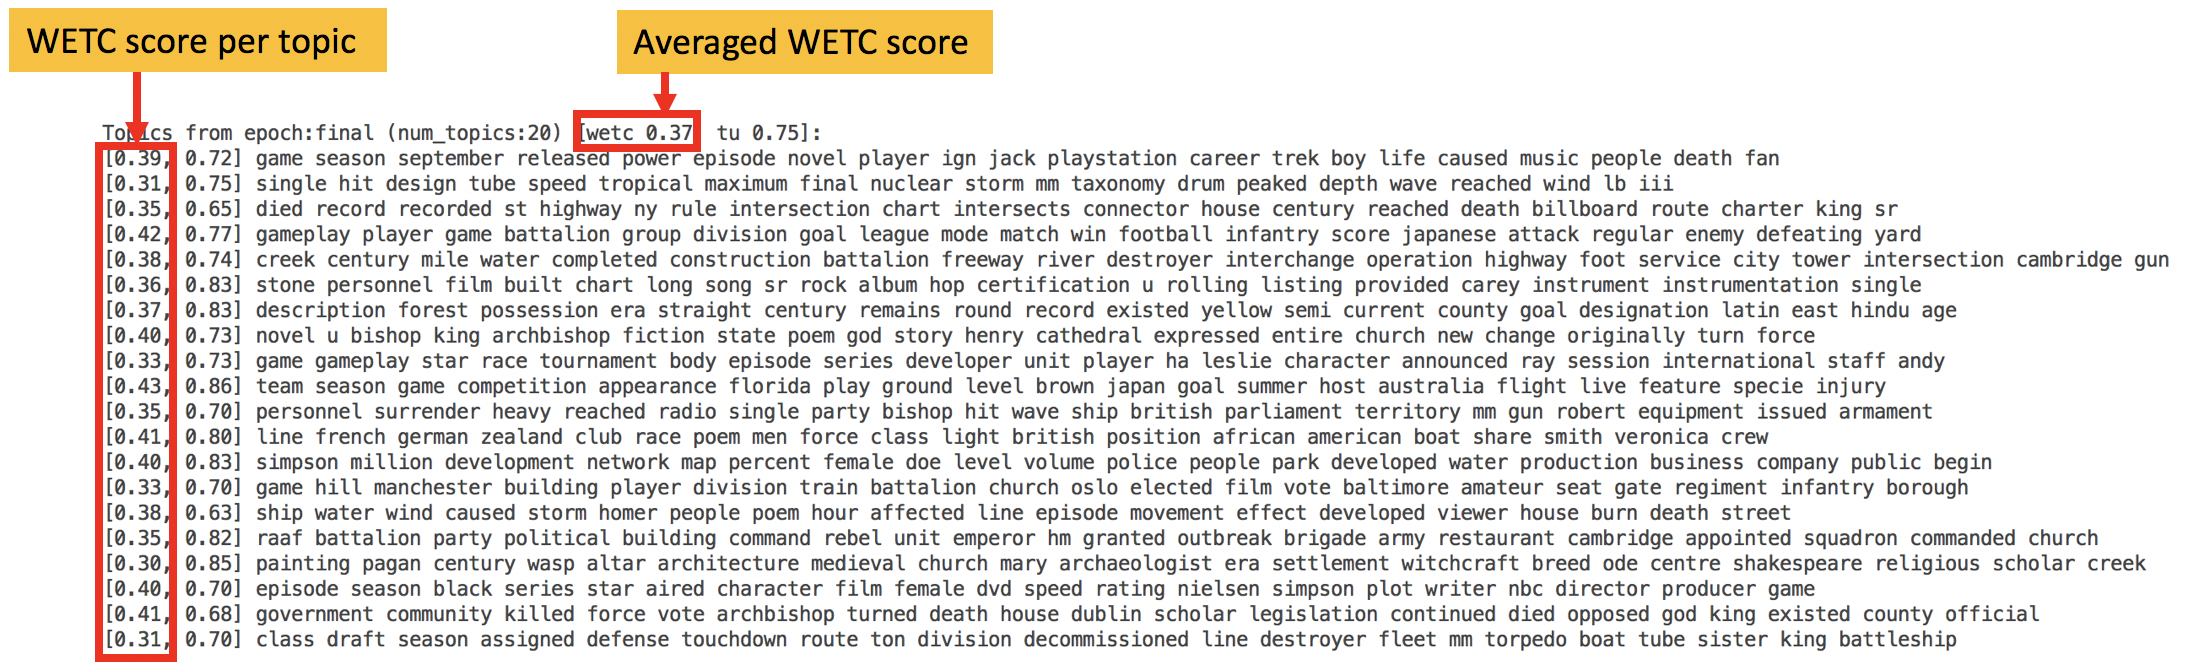 WETC score per topic
Averaged WETC score
Topics from epoch:final (num_topics:20) [wetc 0.37, tu 0.75]:
[0.39, 0.72] game season september released power episode novel player ign jack playstation career trek boy life caused music people death fan
[0.31, 0.75] single hit design tube speed tropical maximum final nuclear storm mm taxonomy drum peaked depth wave reached wind lb iii
[0.35, 0.65] died record recorded st highway ny rule intersection chart intersects connector house century reached death billboard route charter king sr
[0.42, 0.77] gameplay player game battalion group division goal league mode match win football infantry score japanese attack regular enemy defeating yard
[0.38, 0.74] creek century mile water completed construction battalion freeway river destroyer interchange operation highway foot service city tower intersection cambridge gun
[0.36, 0.83] stone personnel film built chart long song sr rock album hop certification u rolling listing provided carey instrument instrumentation single
[0.37, 0.83] description forest possession era straight century remains round record existed yellow semi current county goal designation latin east hindu age
[0.40, 0.73] novel u bishop king archbishop fiction state poem god story henry cathedral expressed entire church new change originally turn force
[0.33, 0.73] game gameplay star race tournament body episode series developer unit player ha leslie character announced ray session international staff andy
[0.43, 0.86] team season game competition appearance florida play ground level brown japan goal summer host australia flight live feature specie injury
[0.35, 0.70] personnel surrender heavy reached radio single party bishop hit wave ship british parliament territory mm gun robert equipment issued armament
[0.41, 0.80] line french german zealand club race poem men force class light british position african american boat share smith veronica crew
[0.40, 0.83] simpson million development network map percent female doe level volume police people park developed water production business company public begin
[0.33, 0.70] game hill manchester building player division train battalion church oslo elected film vote baltimore amateur seat gate regiment infantry borough
[0.38, 0.63] ship water wind caused storm homer people poem hour affected line episode movement effect developed viewer house burn death street
[0.35, 0.82] raaf battalion party political building command rebel unit emperor hm granted outbreak brigade army restaurant cambridge appointed squadron commanded church
[0.30, 0.85] painting pagan century wasp altar architecture medieval church mary archaeologist era settlement witchcraft breed ode centre shakespeare religious scholar creek
[0.40, 0.70] episode season black series star aired character film female dvd speed rating nielsen simpson plot writer nbc director producer game
[0.41, 0.68] government community killed force vote archbishop turned death house dublin scholar legislation continued died opposed god king existed county official
[0.31, 0.70] class draft season assigned defense touchdown route ton division decommissioned line destroyer fleet mm torpedo boat tube sister king battleship